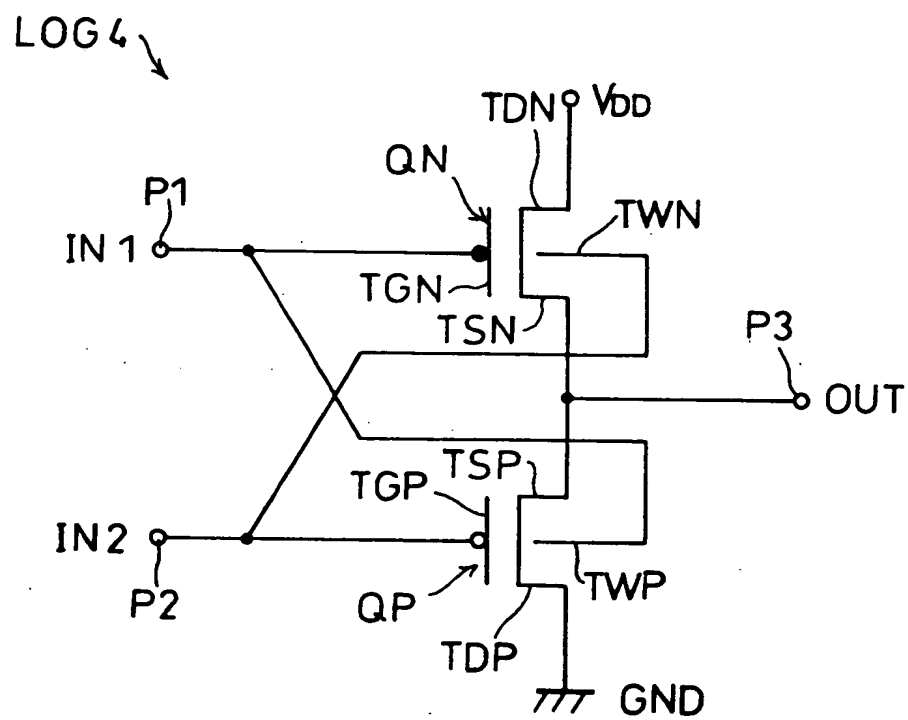 LOG4
TDN
VDD
QN
P1
TWN
IN1
TGN
TSN
P3
OUT
TSP
TGP
IN2
TWP
P2
QP
TDP
GND